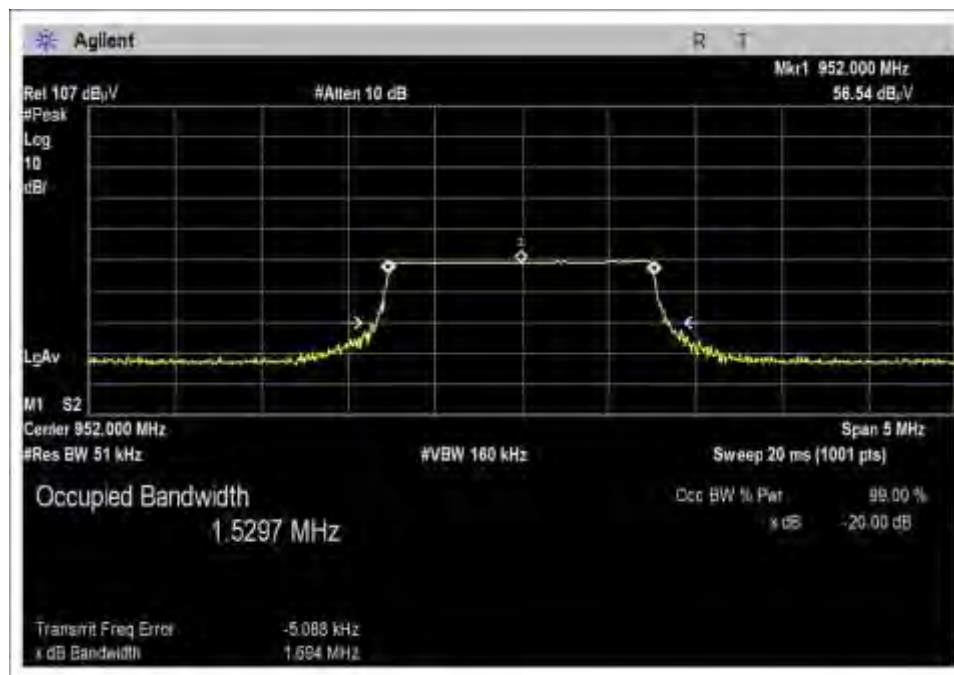 Agilent R T
Mkr1 952.000 MHz
Ref 107 dBµV #Atten 10 dB 56.54 dBµV
#Peak
Log
10
dB/
1
LgAv
M1 S2
Center 952.000 MHz Span 5 MHz
#Res BW 51 kHz #VBW 160 kHz Sweep 20 ms (1001 pts)
Occupied Bandwidth Occ BW % Pwr 99.00 %
1.5297 MHz x dB -20.00 dB
Transmit Freq Error -5.083 kHz
x dB Bandwidth 1.694 MHz